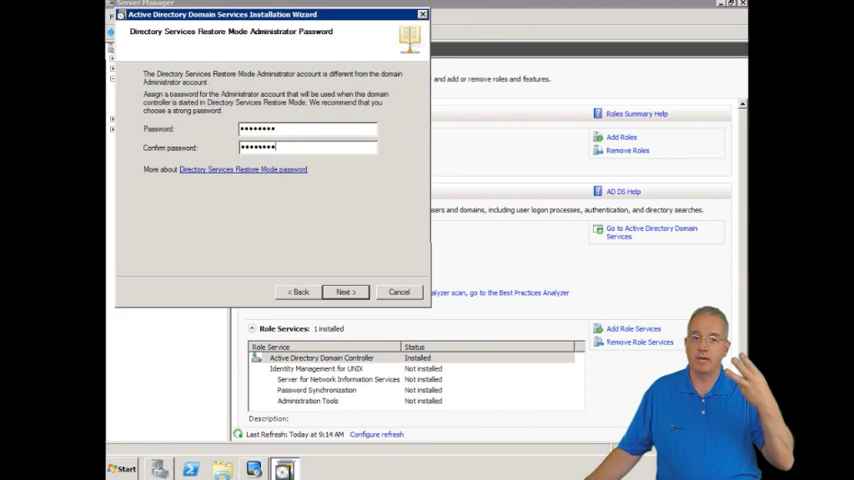 Server Manager
Active Directory Domain Services Installation Wizard
Directory Services Restore Mode Administrator Password
The Directory Services Restore Mode Administrator account is different from the domain
Administrator account.
Assign a password for the Administrator account that will be used when this domain
controller is started in Directory Services Restore Mode. We recommend that you
choose a strong password.
Password:
Confirm password:
More about Directory Services Restore Mode password
< Back
Next >
Cancel
and add or remove roles and features.
Roles Summary Help
Add Roles
Remove Roles
AD DS Help
users and domains, including user logon processes, authentication, and directory searches.
Go to Active Directory Domain
Services
alyzer scan, go to the Best Practices Analyzer
Role Services: 1 installed
Add Role Services
Remove Role Services
Role Service Status
Active Directory Domain Controller Installed
Identity Management for UNIX Not installed
Server for Network Information Services Not installed
Password Synchronization Not installed
Administration Tools Not installed
Description:
Last Refresh: Today at 9:14 AM Configure refresh
Start